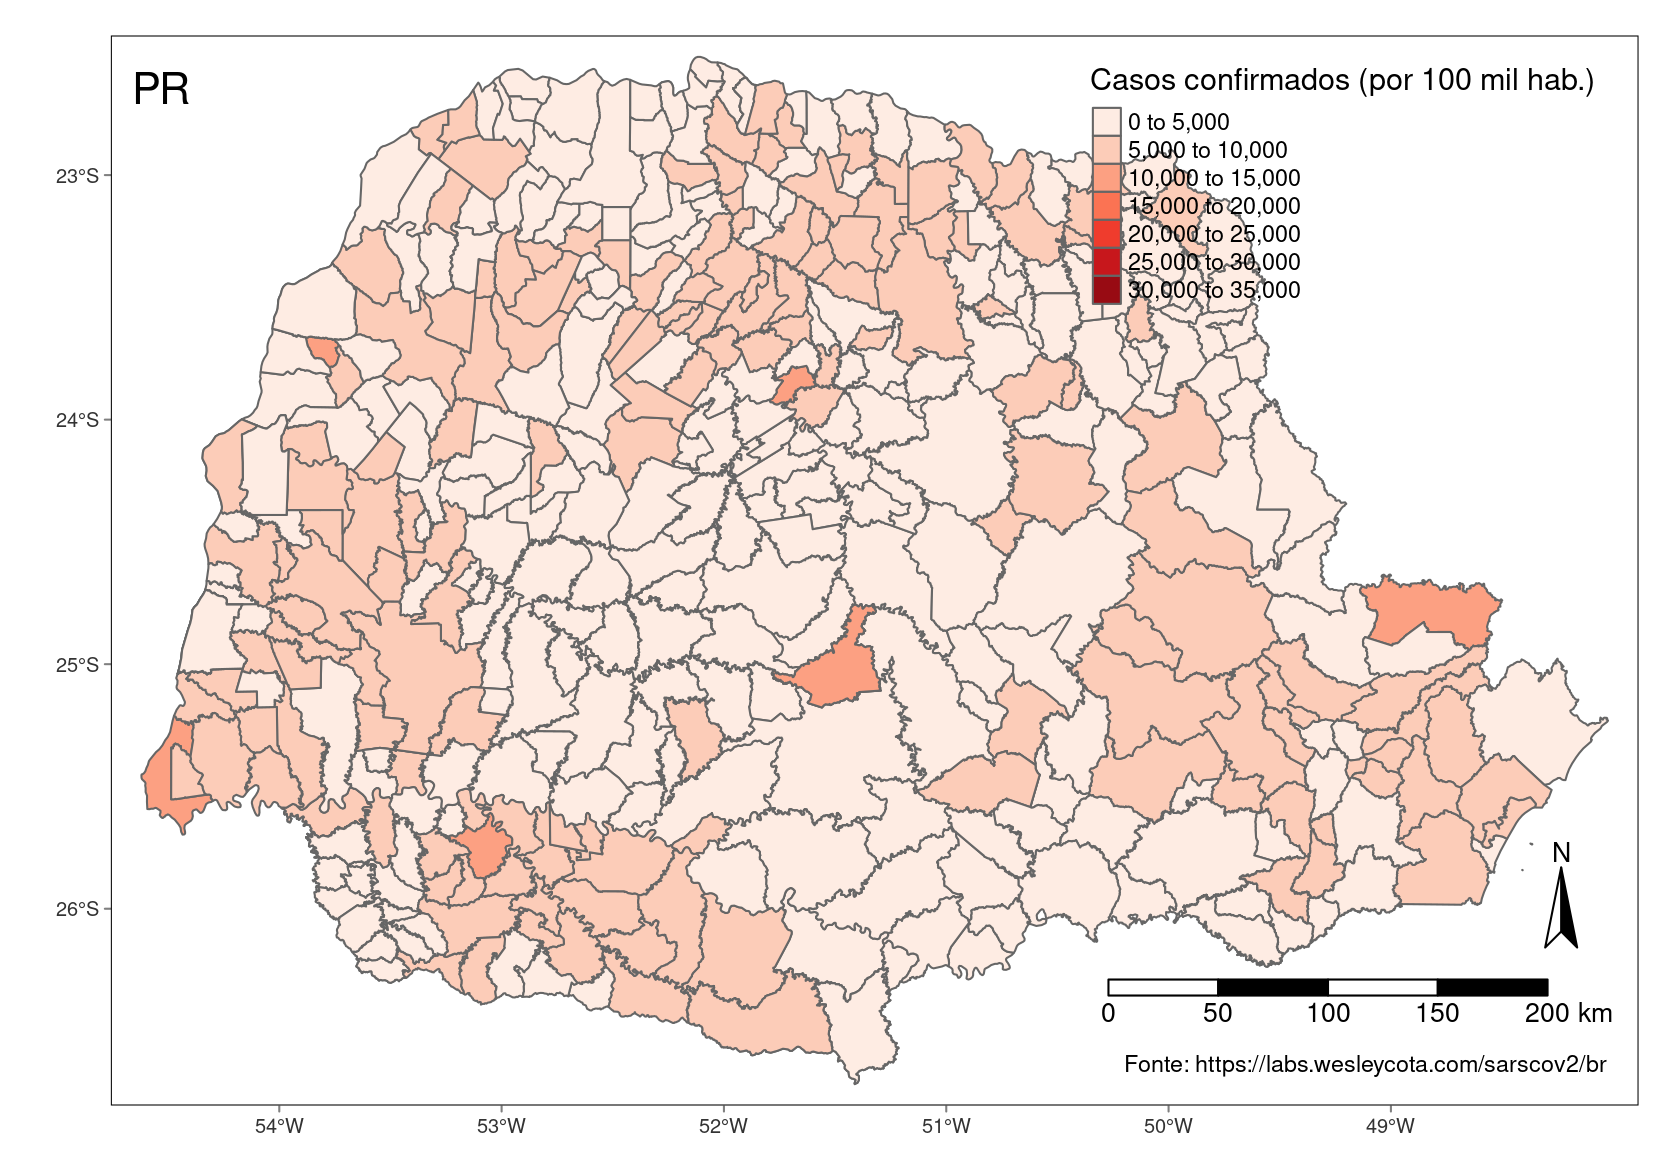 PR
Casos confirmados (por 100 mil hab.)
0 to 5,000
5,000 to 10,000
10,000 to 15,000
15,000 to 20,000
20,000 to 25,000
25,000 to 30,000
30,000 to 35,000
23°S
24°S
25°S
26°S
N
0 50 100 150 200 km
Fonte: https://labs.wesleycota.com/sarscov2/br
54°W 53°W 52°W 51°W 50°W 49°W